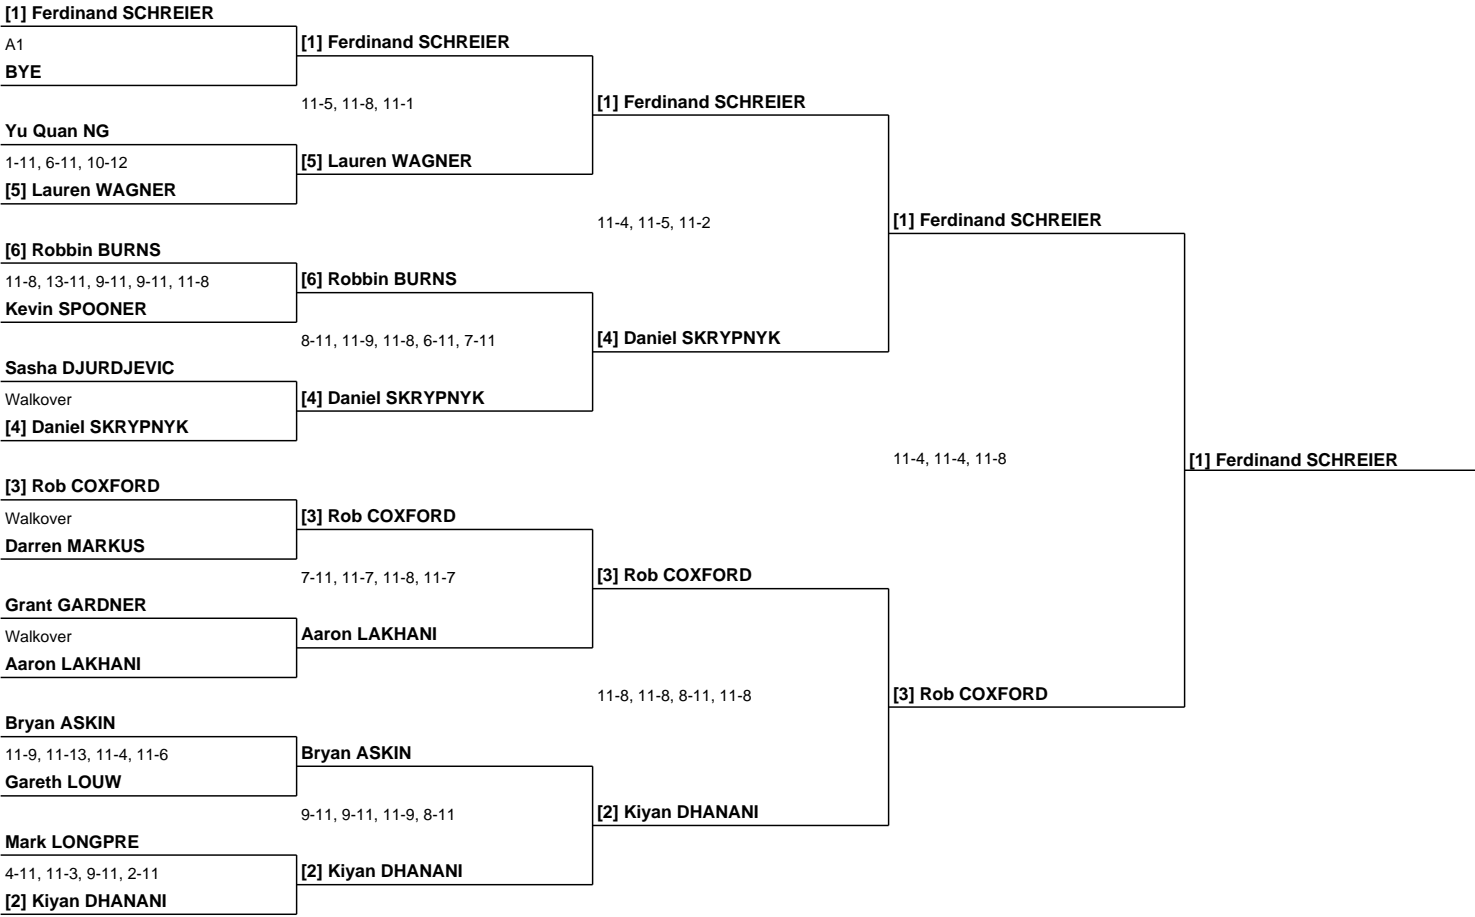 [1] Ferdinand SCHREIER
A1
BYE
Yu Quan NG
1-11, 6-11, 10-12
[5] Lauren WAGNER
[6] Robbin BURNS
11-8, 13-11, 9-11, 9-11, 11-8
Kevin SPOONER
Sasha DJURDJEVIC
Walkover
[4] Daniel SKRYPNYK
[3] Rob COXFORD
Walkover
Darren MARKUS
Grant GARDNER
Walkover
Aaron LAKHANI
Bryan ASKIN
11-9, 11-13, 11-4, 11-6
Gareth LOUW
Mark LONGPRE
4-11, 11-3, 9-11, 2-11
[2] Kiyan DHANANI
[1] Ferdinand SCHREIER
11-5, 11-8, 11-1
[5] Lauren WAGNER
[6] Robbin BURNS
8-11, 11-9, 11-8, 6-11, 7-11
[4] Daniel SKRYPNYK
[3] Rob COXFORD
7-11, 11-7, 11-8, 11-7
Aaron LAKHANI
Bryan ASKIN
9-11, 9-11, 11-9, 8-11
[2] Kiyan DHANANI
[1] Ferdinand SCHREIER
11-4, 11-5, 11-2
[4] Daniel SKRYPNYK
[3] Rob COXFORD
11-8, 11-8, 8-11, 11-8
[2] Kiyan DHANANI
[1] Ferdinand SCHREIER
11-4, 11-4, 11-8
[3] Rob COXFORD
[1] Ferdinand SCHREIER